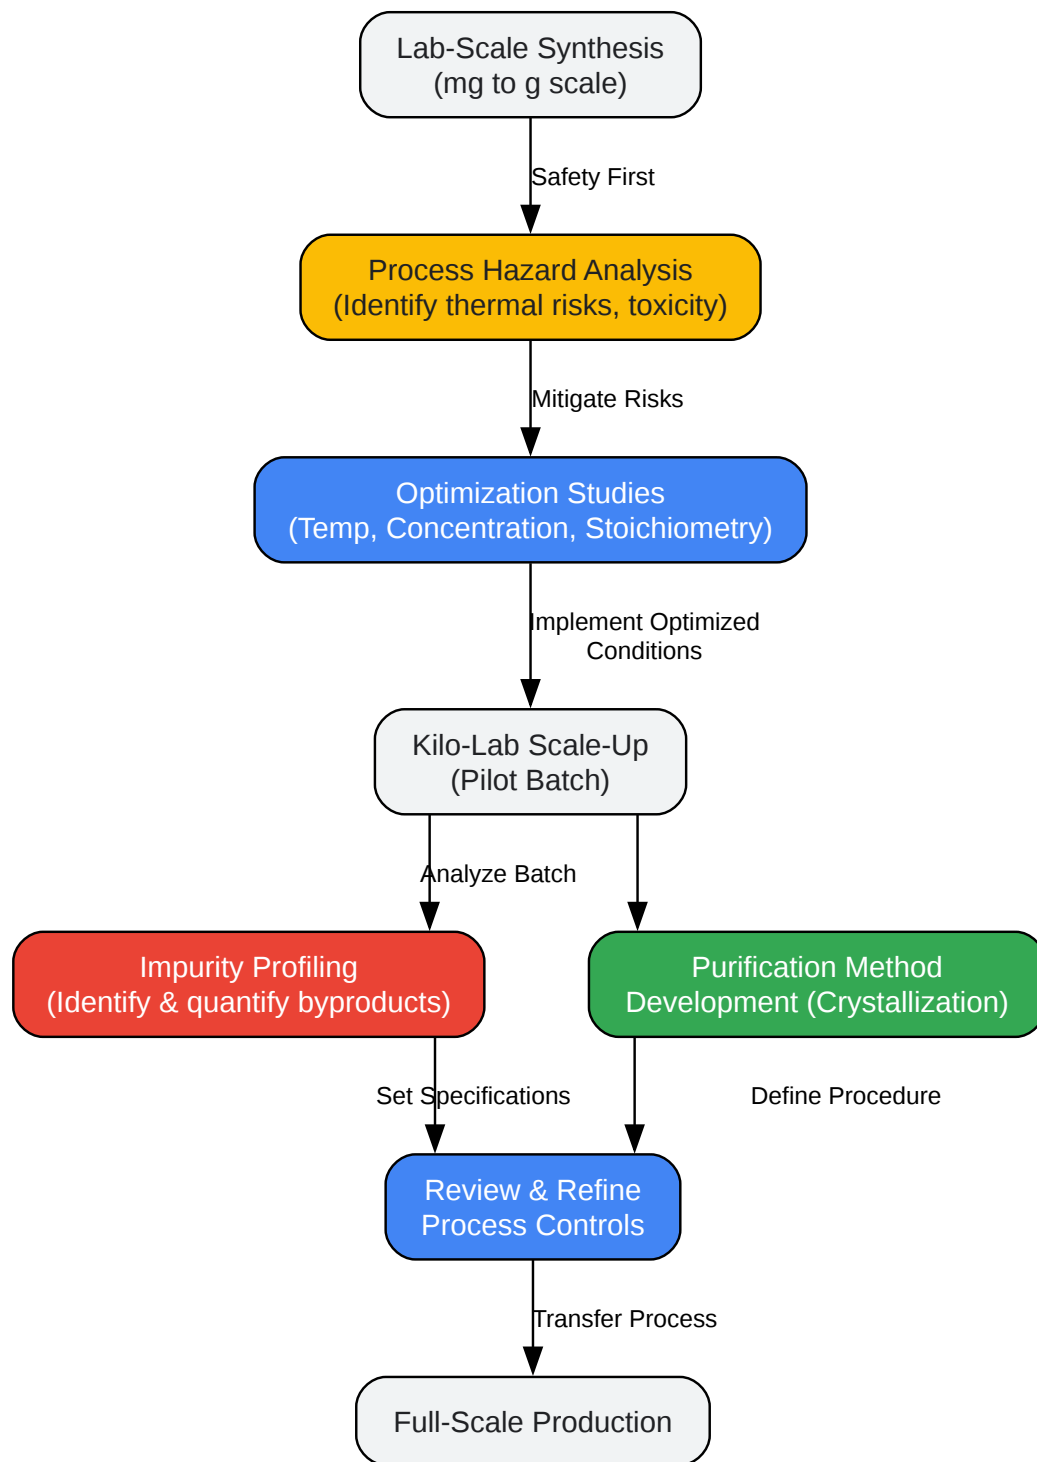 Lab-Scale Synthesis
(mg to g scale)
Safety First
Process Hazard Analysis
(Identify thermal risks, toxicity)
Mitigate Risks
Optimization Studies
(Temp, Concentration, Stoichiometry)
Implement Optimized
Conditions
Kilo-Lab Scale-Up
(Pilot Batch)
Analyze Batch
Impurity Profiling
(Identify & quantify byproducts)
Purification Method
Development (Crystallization)
Set Specifications
Define Procedure
Review & Refine
Process Controls
Transfer Process
Full-Scale Production